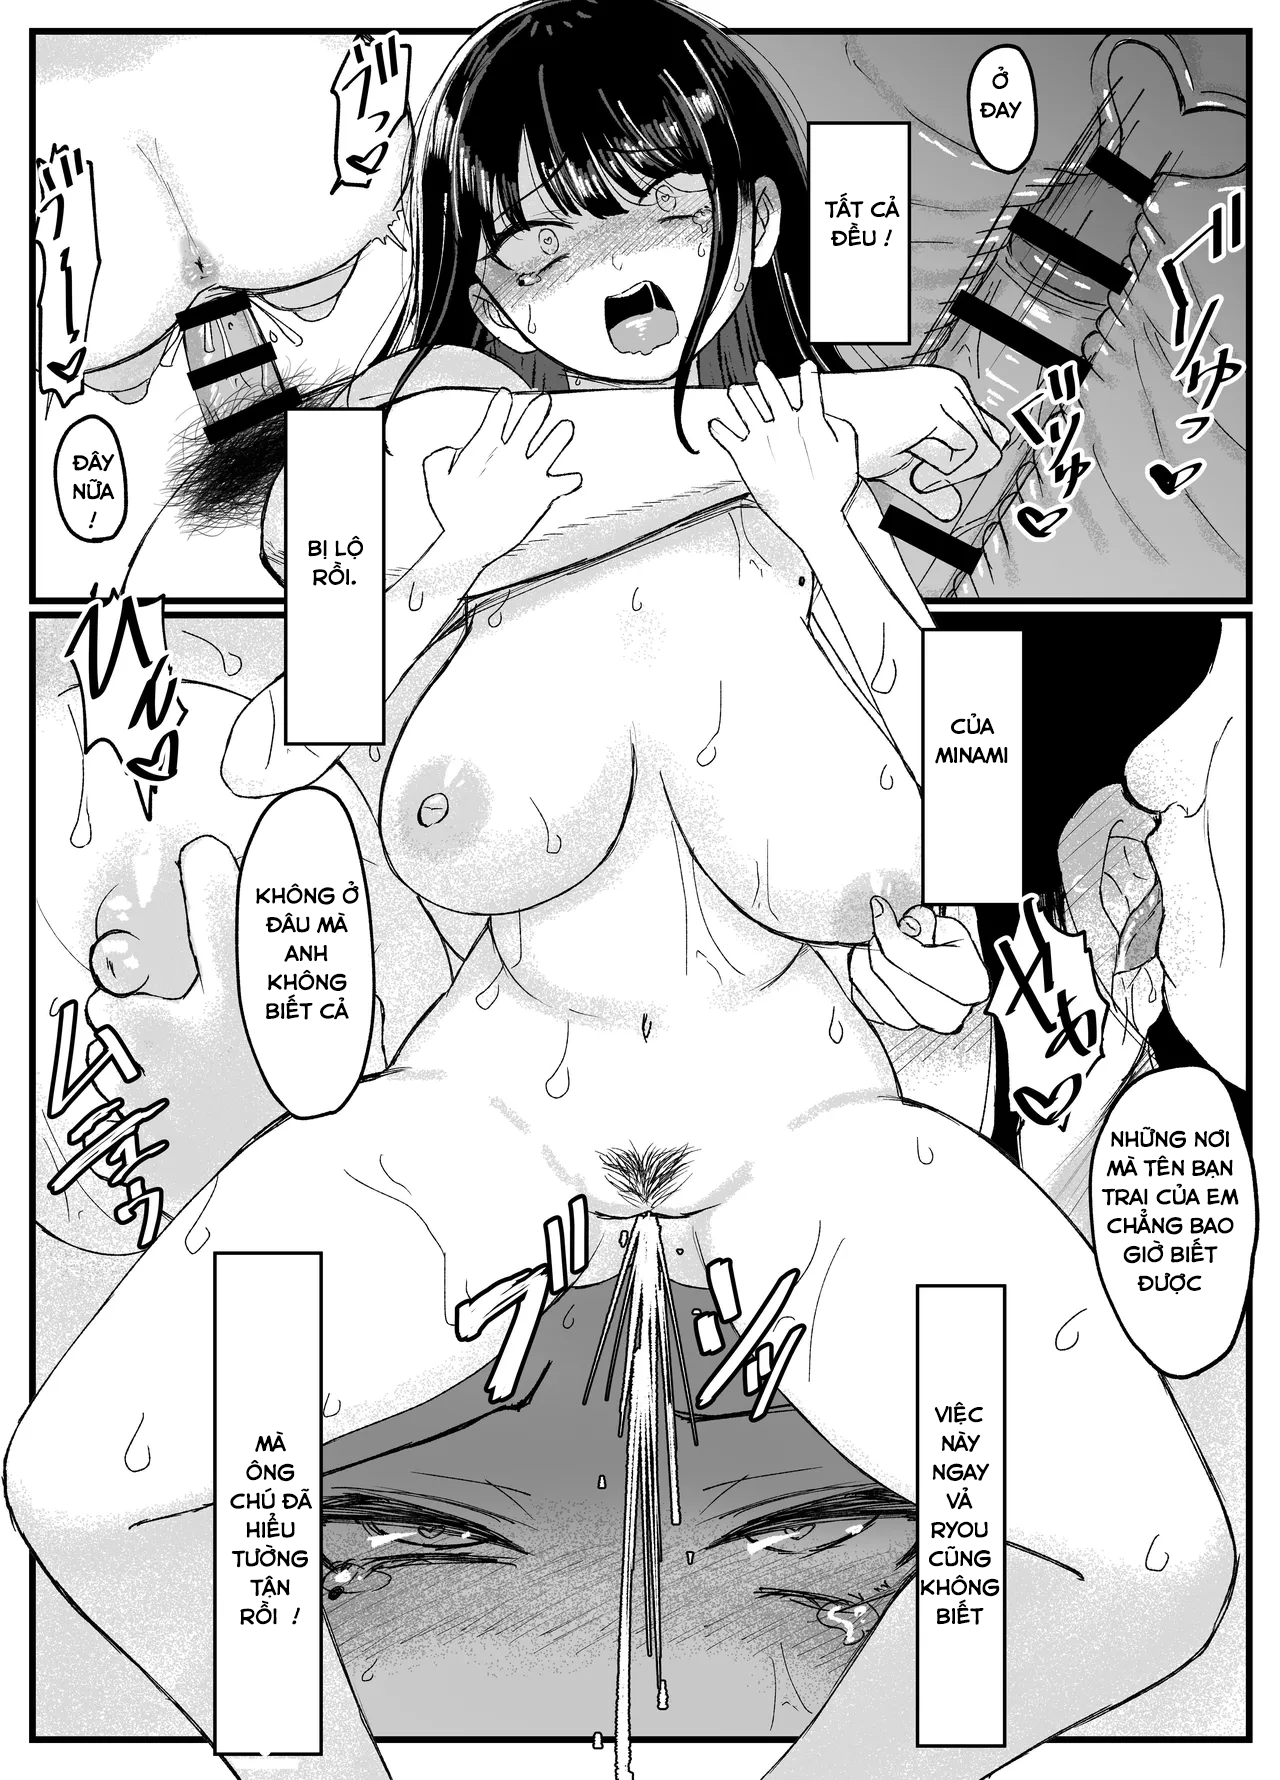 Ở
ĐAY
TẤT CẢ
ĐỀU !
ĐÂY
NỮA
!
BỊ LỘ
RỒI.
CỦA
MINAMI
KHÔNG Ở
ĐÂU MÀ
ANH
KHÔNG
BIẾT CẢ
NHỮNG NƠI
MÀ TÊN BẠN
TRAI CỦA EM
CHẲNG BAO
GIỜ BIẾT
ĐƯỢC
VIỆC
NÀY
NGAY
VẢ
RYOU
CŨNG
KHÔNG
BIẾT
MÀ
ÔNG
CHÚ ĐÃ
HIỂU
TƯỜNG
TẬN
RỒI !